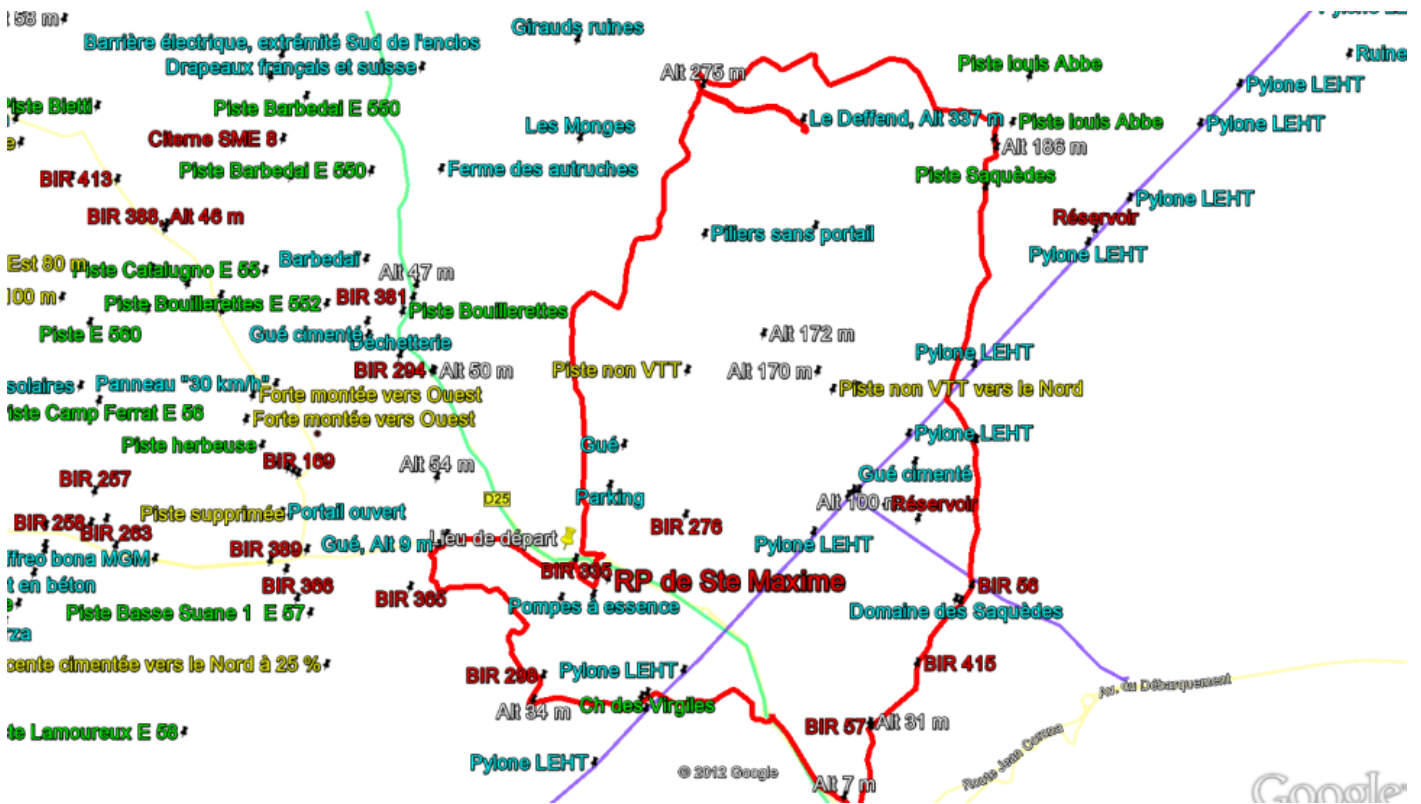 58 m
Girauds ruines
Barrière électrique, extrémité Sud de l'enclos
Drapeaux français et suisse
Alt 275 m
Piste louis Abbe
Ruine
Pylone LEHT
Piste Bietti
Piste Barbedaï E 550
Les Monges
Le Deffend, Alt 337 m
Piste louis Abbe
Pylone LEHT
Citerne SME 8
Alt 186 m
Piste Barbedaï E 550
Ferme des autruches
Piste Saquèdes
BIR 413
Pylone LEHT
BIR 388, Alt 46 m
Réservoir
Piliers sans portail
Pylone LEHT
Est 80 m
Piste Catalugno E 55
Barbedaï
Alt 47 m
100 m
Piste Bouillerettes E 552
BIR 381
Piste Bouillerettes
Piste E 560
Gué cimenté
Déchetterie
Alt 172 m
Pylone LEHT
BIR 294
Alt 50 m
Piste non VTT
Alt 170 m
solaires
Panneau "30 km/h"
Forte montée vers Ouest
Piste non VTT vers le Nord
iste Camp Ferrat E 56
Forte montée vers Ouest
Piste herbeuse
Gué
Pylone LEHT
BIR 169
Alt 54 m
Gué cimenté
BIR 257
D25
Parking
Alt 100 m
Réservoir
BIR 258
BIR 263
Piste supprimée
Portail ouvert
BIR 276
Lieu de départ
Gué, Alt 9 m
Pylone LEHT
ffreo bona MGM
BIR 389
BIR 335
RP de Ste Maxime
t en béton
BIR 366
BIR 365
Pompes à essence
BIR 56
Piste Basse Suane 1 E 57
Domaine des Saquèdes
rza
cente cimentée vers le Nord à 25 %
BIR 298
Pylone LEHT
BIR 415
Av. du Débarquement
Alt 34 m
Ch des Virgiles
BIR 57
Alt 31 m
te Lamoureux E 58
Route Jean Corona
Pylone LEHT
© 2012 Google
Alt 7 m
Google